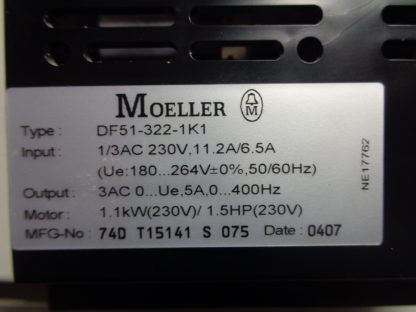 MOELLER M
Type : DF51-322-1K1
Input : 1/3AC 230V,11.2A/6.5A
(Ue:180...264V±0%,50/60Hz)
Output : 3AC 0...Ue,5A,0...400Hz
Motor : 1.1kW(230V)/ 1.5HP(230V)
MFG-No : 74D T15141 S 075 Date : 0407
NE17762